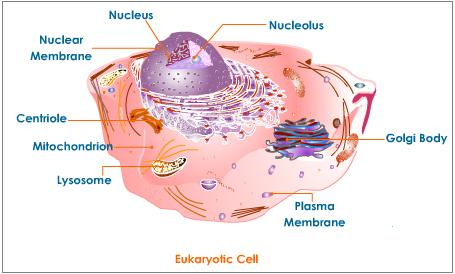 Nucleus
Nucleolus
Nuclear
Membrane
Centriole
Mitochondrion
Golgi Body
Lysosome
Plasma
Membrane
Eukaryotic Cell